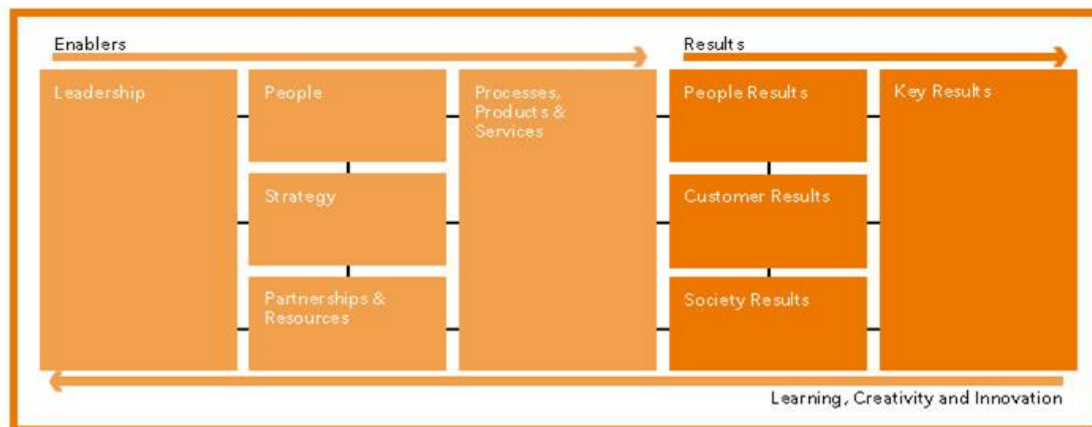 Enablers
Results
Leadership
People
Processes,
Products &
Services
People Results
Key Results
Strategy
Customer Results
Partnerships &
Resources
Society Results
Learning, Creativity and Innovation